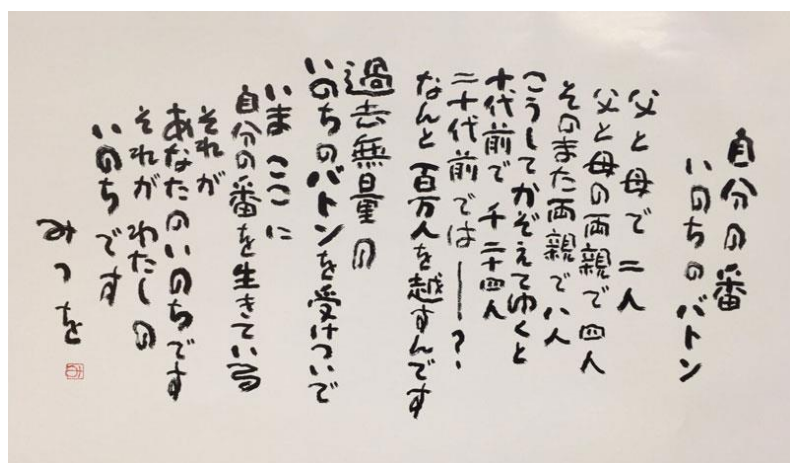 自分の番
いのちのバトン
父と母で二人
父と母の両親で四人
そのまた両親で八人
こうしてかぞえてゆくと
十代前で 千二十四人
二十代前では―?
なんと 百万人を越すんです
過去無量の
いのちのバトンを受けついで
いま ここに
自分の番を生きている
それが
あなたのいのちです
それが わたしの
いのちです
みつを